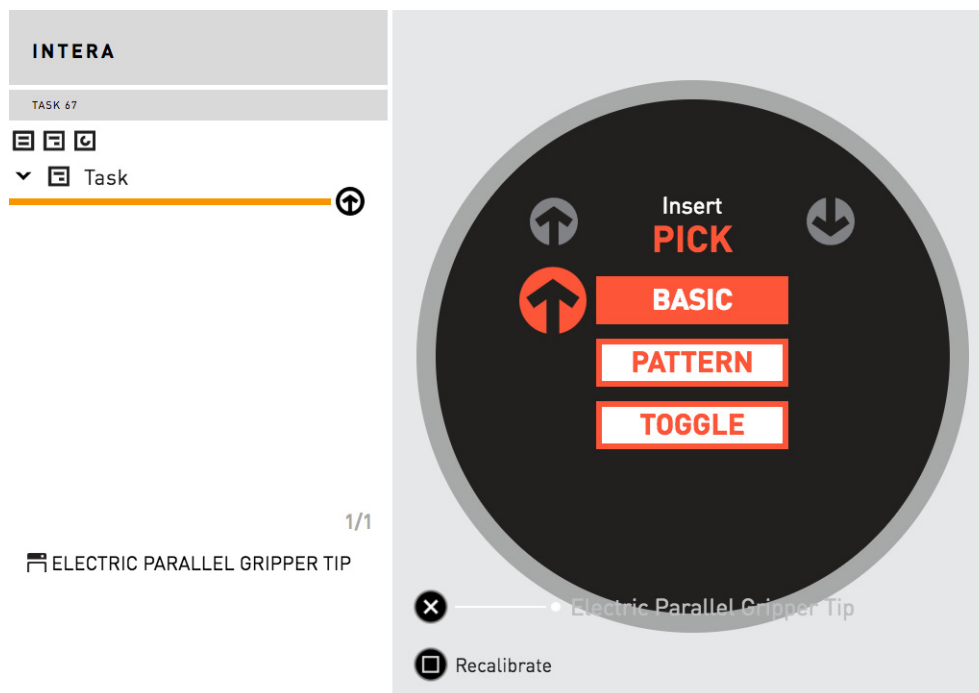 INTERA
TASK 67
Task
1/1
ELECTRIC PARALLEL GRIPPER TIP
Insert
PICK
BASIC
PATTERN
TOGGLE
Electric Parallel Gripper Tip
Recalibrate